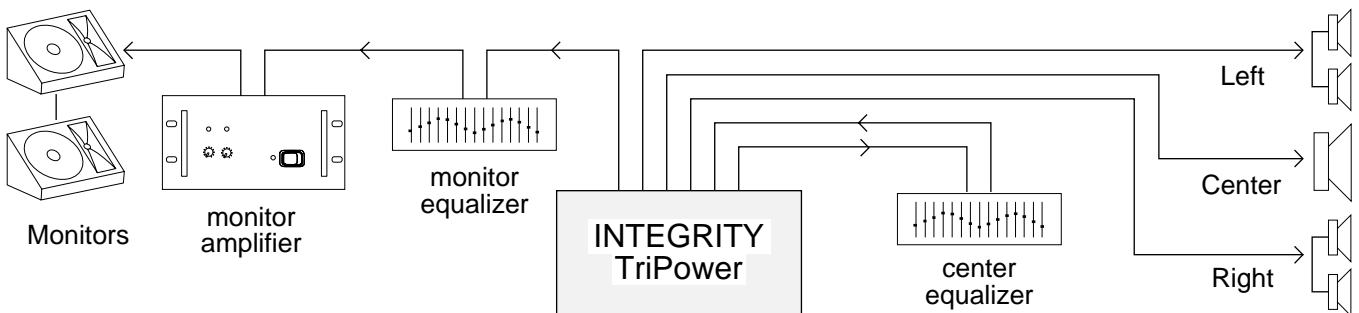 Monitors
monitor
amplifier
monitor
equalizer
INTEGRITY
TriPower
center
equalizer
Left
Center
Right